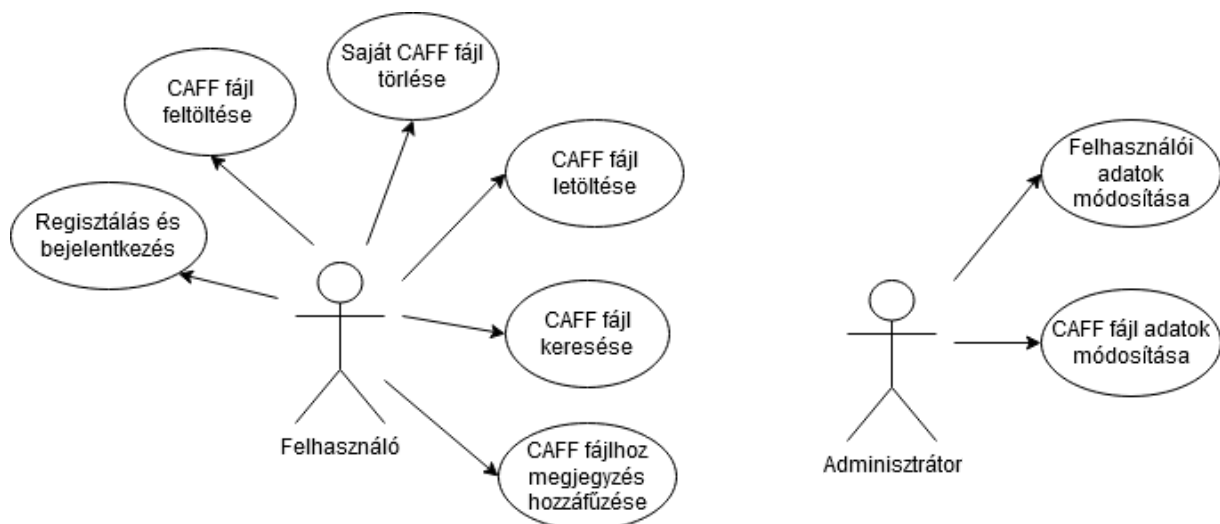 Saját CAFF fájl
törlése
CAFF fájl
feltöltése
CAFF fájl
letöltése
Felhasználói
adatok
módosítása
Regisztálás és
bejelentkezés
CAFF fájl
keresése
CAFF fájl adatok
módosítása
Felhasználó
CAFF fájlhoz
megjegyzés
hozzáfűzése
Adminisztrátor